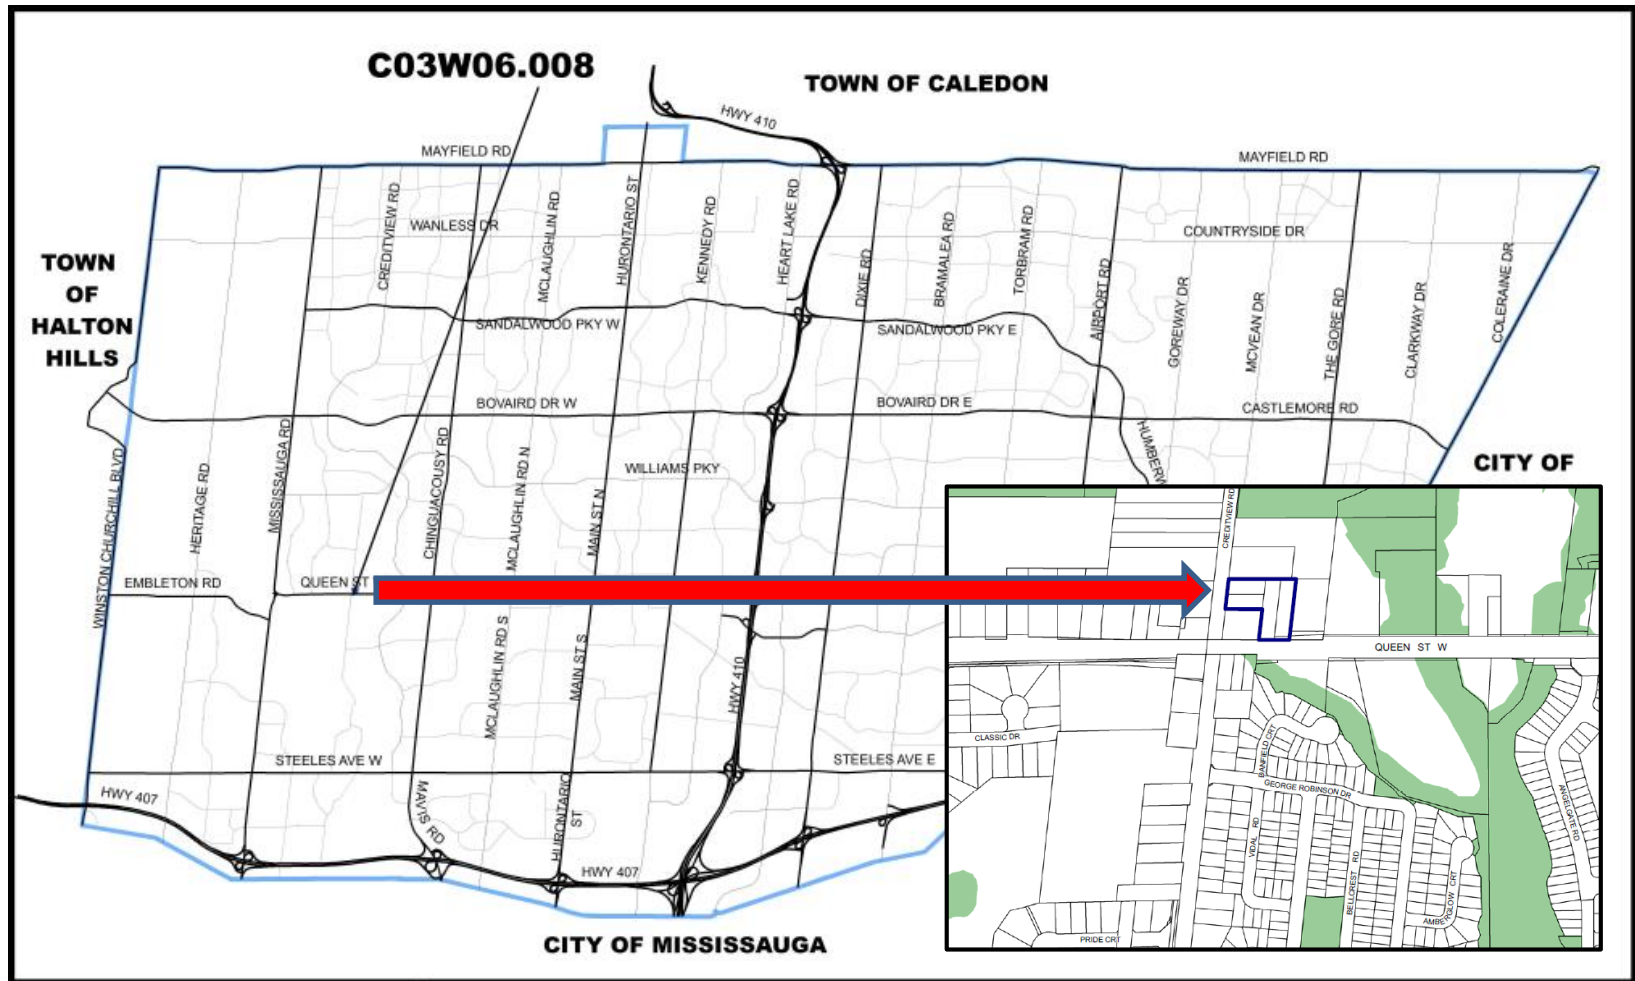 C03W06.008
TOWN OF CALEDON
HWY 410
MAYFIELD RD
MAYFIELD RD
CREDITVIEW RD
WANLESS DR
MCLAUGHLIN RD
HURONTARIO ST
KENNEDY RD
HEART LAKE RD
DIXIE RD
BRAMALEA RD
TORBRAM RD
AIRPORT RD
COUNTRYSIDE DR
GOREWAY DR
MCVEAN DR
THE GORE RD
CLARKWAY DR
COLERAINE DR
TOWN
OF
HALTON
HILLS
SANDALWOOD PKY W
SANDALWOOD PKY E
BOVAIRD DR W
BOVAIRD DR E
CASTLEMORE RD
WINSTON CHURCHILL BLVD
HERITAGE RD
MISSISSAUGA RD
CHINGUACOUSY RD
MCLAUGHLIN RD N
WILLIAMS PKY
MAIN ST N
CITY OF
EMBLETON RD
QUEEN ST
MCLAUGHLIN RD S
MAIN ST S
HWY 410
STEELES AVE W
STEELES AVE E
HWY 407
MAVIS RD
HURONTARIO
ST
HWY 407
CITY OF MISSISSAUGA
CREDITVIEW RD
QUEEN ST W
CLASSIC DR
BANFIELD CRT
GEORGE ROBINSON DR
ANGELGATE RD
VIDAL RD
BELLCREST RD
AMBERGLOW CRT
PRIDE CRT